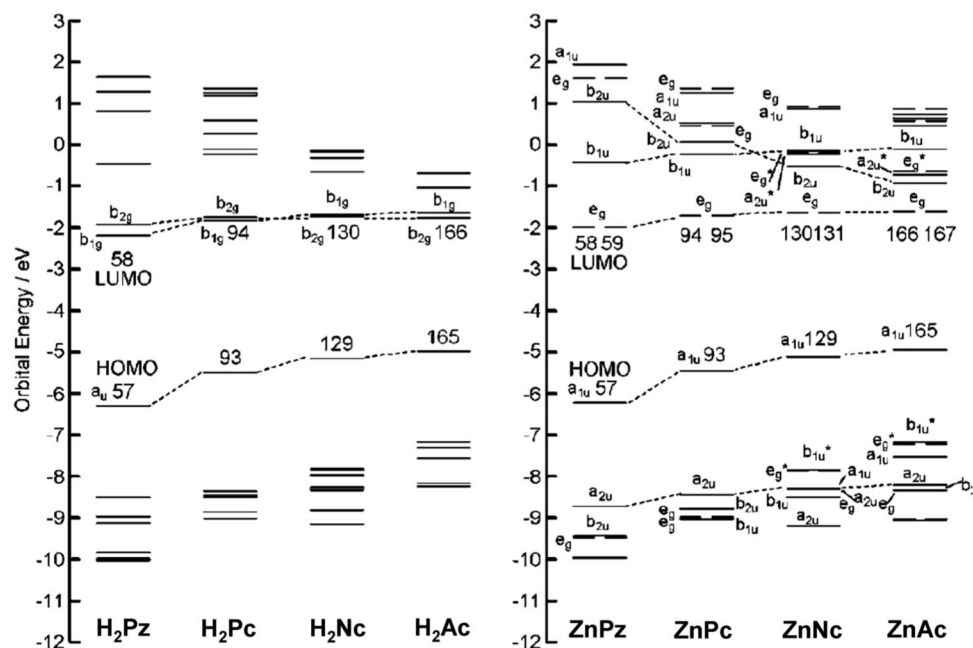 Orbital Energy / eV
3
2
1
0
-1
-2
-3
-4
-5
-6
-7
-8
-9
-10
-11
-12
b2g
b1g
58
LUMO
HOMO
au 57
H2Pz
b2g
b1g 94
93
H2Pc
b1g
b2g 130
129
H2Nc
b1g
b2g 166
165
H2Ac
3
2
1
0
-1
-2
-3
-4
-5
-6
-7
-8
-9
-10
-11
-12
a1u
eg
b2u
b1u
eg
58 59
LUMO
HOMO
a1u 57
a2u
b2u
eg
ZnPz
eg
a1u
a2u
eg
b2u
b1u
eg
94 95
a1u 93
a2u
b2u
eg
eg
b1u
ZnPc
eg
a1u
b1u
eg*
a2u*
b2u
eg
130 131
a1u 129
b1u*
eg*
a1u
b1u
a2u
eg
a2u
ZnNc
b1u
a2u*
eg*
b2u
eg
166 167
a1u 165
b1u*
eg*
a1u
a2u
eg
ZnAc